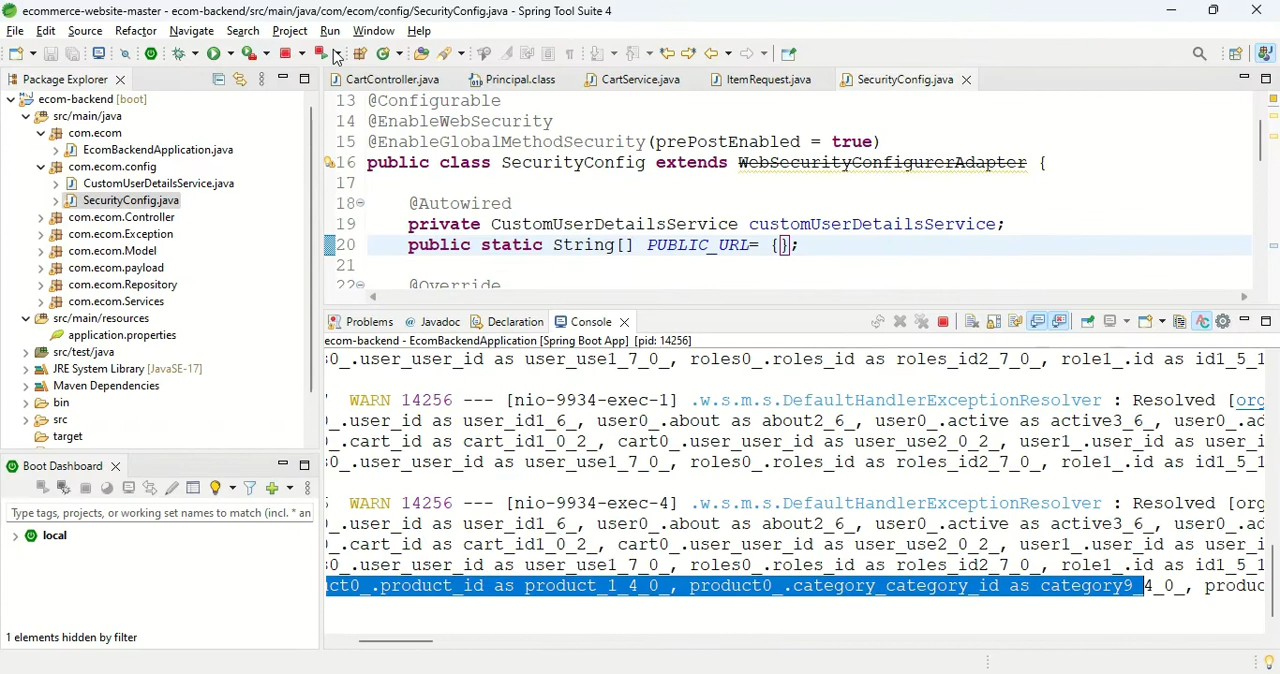 ecommerce-website-master - ecom-backend/src/main/java/com/ecom/config/SecurityConfig.java - Spring Tool Suite 4
File Edit Source Refactor Navigate Search Project Run Window Help
Package Explorer
CartController.java Principal.class CartService.java ItemRequest.java SecurityConfig.java
ecom-backend [boot]
src/main/java
com.ecom
EcomBackendApplication.java
com.ecom.config
CustomUserDetailsService.java
SecurityConfig.java
com.ecom.Controller
com.ecom.Exception
com.ecom.Model
com.ecom.payload
com.ecom.Repository
com.ecom.Services
src/main/resources
application.properties
src/test/java
JRE System Library [JavaSE-17]
Maven Dependencies
bin
src
target
13 @Configurable
14 @EnableWebSecurity
15 @EnableGlobalMethodSecurity(prePostEnabled = true)
16 public class SecurityConfig extends WebSecurityConfigurerAdapter {
17
18 @Autowired
19 private CustomUserDetailsService customUserDetailsService;
20 public static String[] PUBLIC_URL= {};
21
22 @Override
Problems @ Javadoc Declaration Console
ecom-backend - EcomBackendApplication [Spring Boot App] [pid: 14256]
s0_.user_user_id as user_use1_7_0_, roles0_.roles_id as roles_id2_7_0_, role1_.id as id1_5_1
WARN 14256 --- [nio-9934-exec-1] .w.s.m.s.DefaultHandlerExceptionResolver : Resolved [org
_.user_id as user_id1_6_, user0_.about as about2_6_, user0_.active as active3_6_, user0_.ad
_.cart_id as cart_id1_0_2_, cart0_.user_user_id as user_use2_0_2_, user1_.user_id as user_i
s0_.user_user_id as user_use1_7_0_, roles0_.roles_id as roles_id2_7_0_, role1_.id as id1_5_1
WARN 14256 --- [nio-9934-exec-4] .w.s.m.s.DefaultHandlerExceptionResolver : Resolved [org
_.user_id as user_id1_6_, user0_.about as about2_6_, user0_.active as active3_6_, user0_.ad
_.cart_id as cart_id1_0_2_, cart0_.user_user_id as user_use2_0_2_, user1_.user_id as user_i
s0_.user_user_id as user_use1_7_0_, roles0_.roles_id as roles_id2_7_0_, role1_.id as id1_5_1
ct0_.product_id as product_1_4_0_, product0_.category_category_id as category9_4_0_, produc
Boot Dashboard
Type tags, projects, or working set names to match (incl. * an
local
1 elements hidden by filter